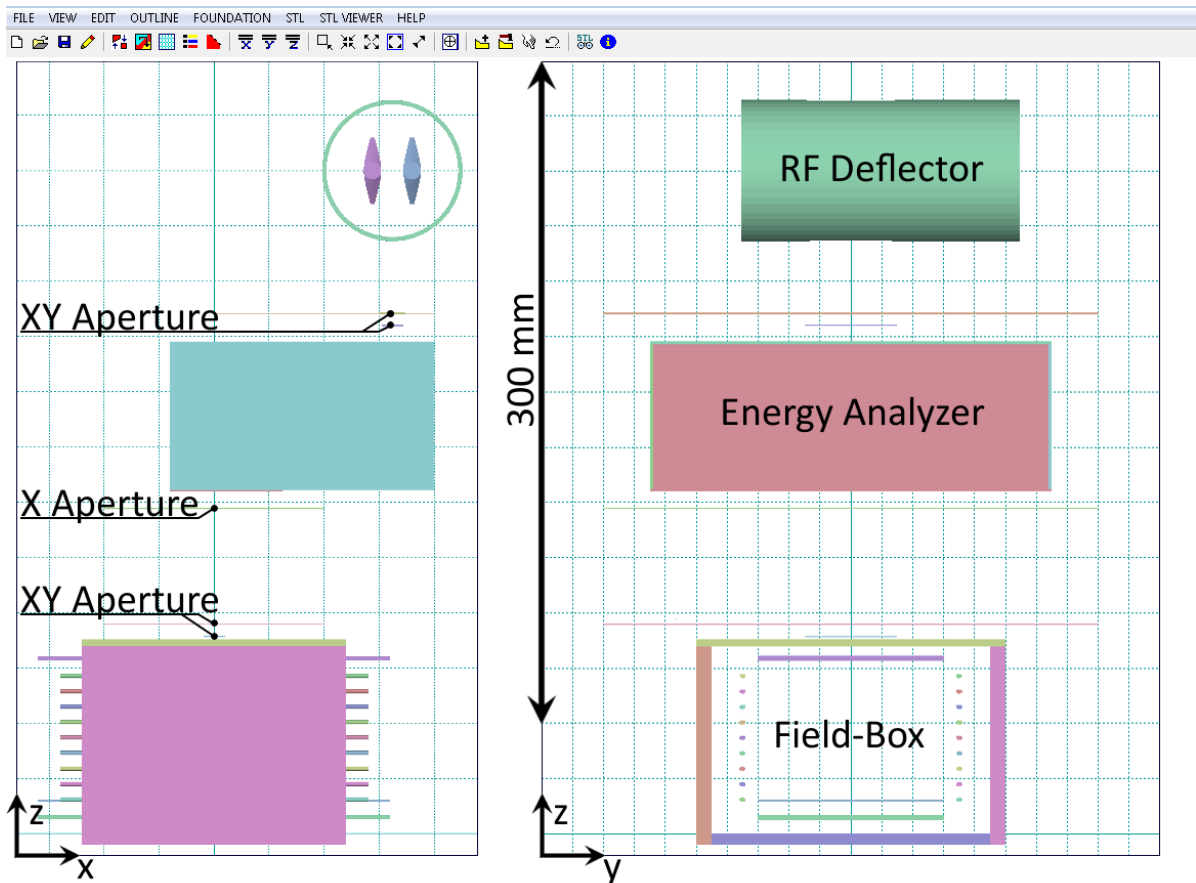 FILE VIEW EDIT OUTLINE FOUNDATION STL STL VIEWER HELP
X Y Z STL i
RF Deflector
XY Aperture
300 mm
Energy Analyzer
X Aperture
XY Aperture
Field-Box
z
x
z
y